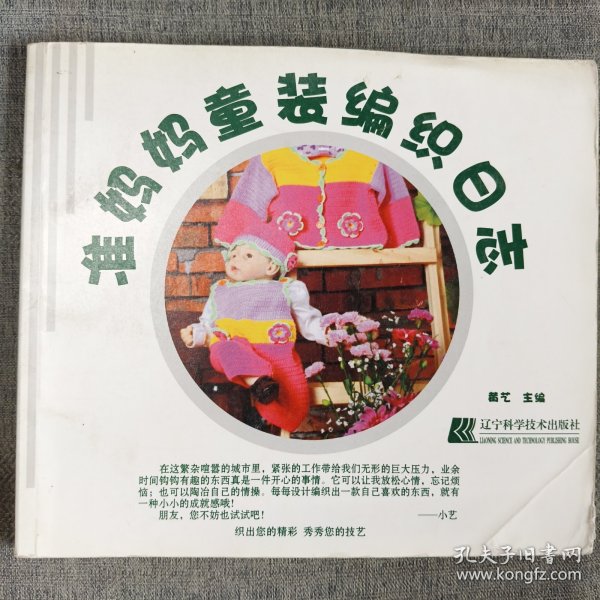 准妈妈童装编织日志
黄艺 主编
辽宁科学技术出版社
LIAONING SCIENCE AND TECHNOLOGY PUBLISHING HOUSE
在这繁杂喧嚣的城市里，紧张的工作带给我们无形的巨大压力，业余
时间钩钩有趣的东西真是一件开心的事情。它可以让我放松心情，忘记烦
恼；也可以陶冶自己的情操。每每设计编织出一款自己喜欢的东西，就有
一种小小的成就感哦！
朋友，您不妨也试试吧！ ——小艺
织出您的精彩 秀秀您的技艺
孔夫子旧书网
www.kongfz.com